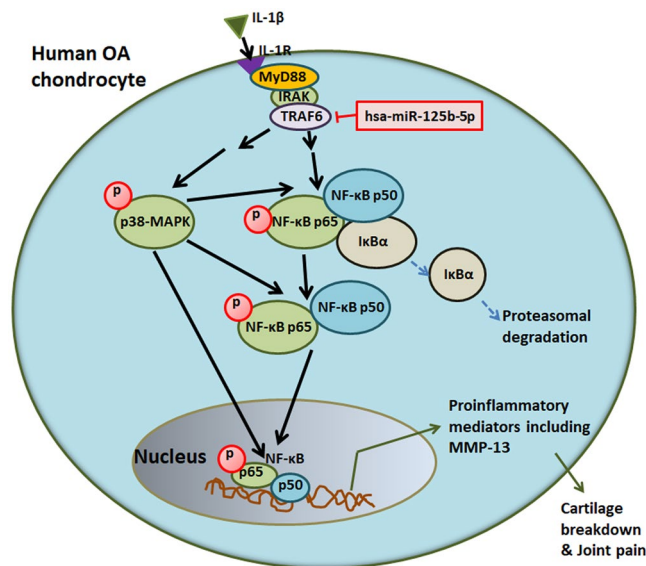 IL-1β
IL-1R
Human OA
chondrocyte
MyD88
IRAK
TRAF6
hsa-miR-125b-5p
p
p38-MAPK
NF-κB p50
p
NF-κB p65
IκBα
IκBα
p
NF-κB p65
NF-κB p50
Proteasomal
degradation
Proinflammatory
mediators including
MMP-13
Nucleus
p
NF-κB
p65
p50
Cartilage
breakdown
& Joint pain